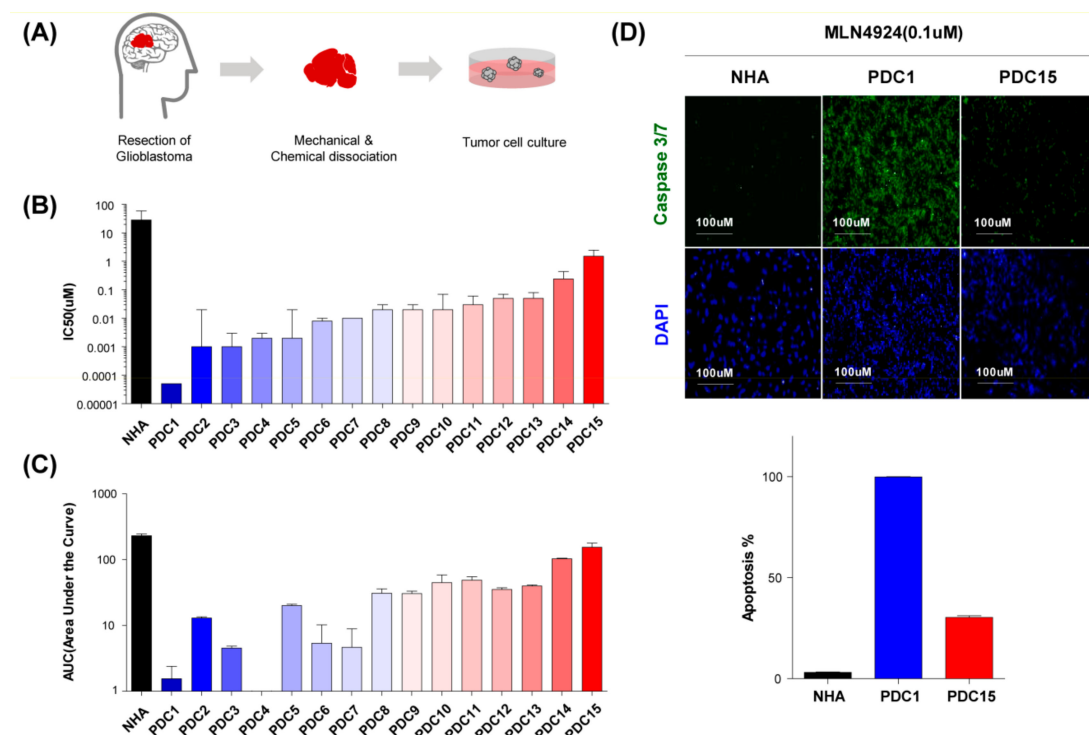 (A)
Resection of
Glioblastoma
Mechanical &
Chemical dissociation
Tumor cell culture
(B)
IC50(uM)
100
10
1
0.1
0.01
0.001
0.0001
0.00001
NHA
PDC1
PDC2
PDC3
PDC4
PDC5
PDC6
PDC7
PDC8
PDC9
PDC10
PDC11
PDC12
PDC13
PDC14
PDC15
(C)
AUC(Area Under the Curve)
1000
100
10
1
NHA
PDC1
PDC2
PDC3
PDC4
PDC5
PDC6
PDC7
PDC8
PDC9
PDC10
PDC11
PDC12
PDC13
PDC14
PDC15
(D)
MLN4924(0.1uM)
NHA PDC1 PDC15
Caspase 3/7
100uM 100uM 100uM
DAPI
100uM 100uM 100uM
Apoptosis %
100
50
0
NHA PDC1 PDC15